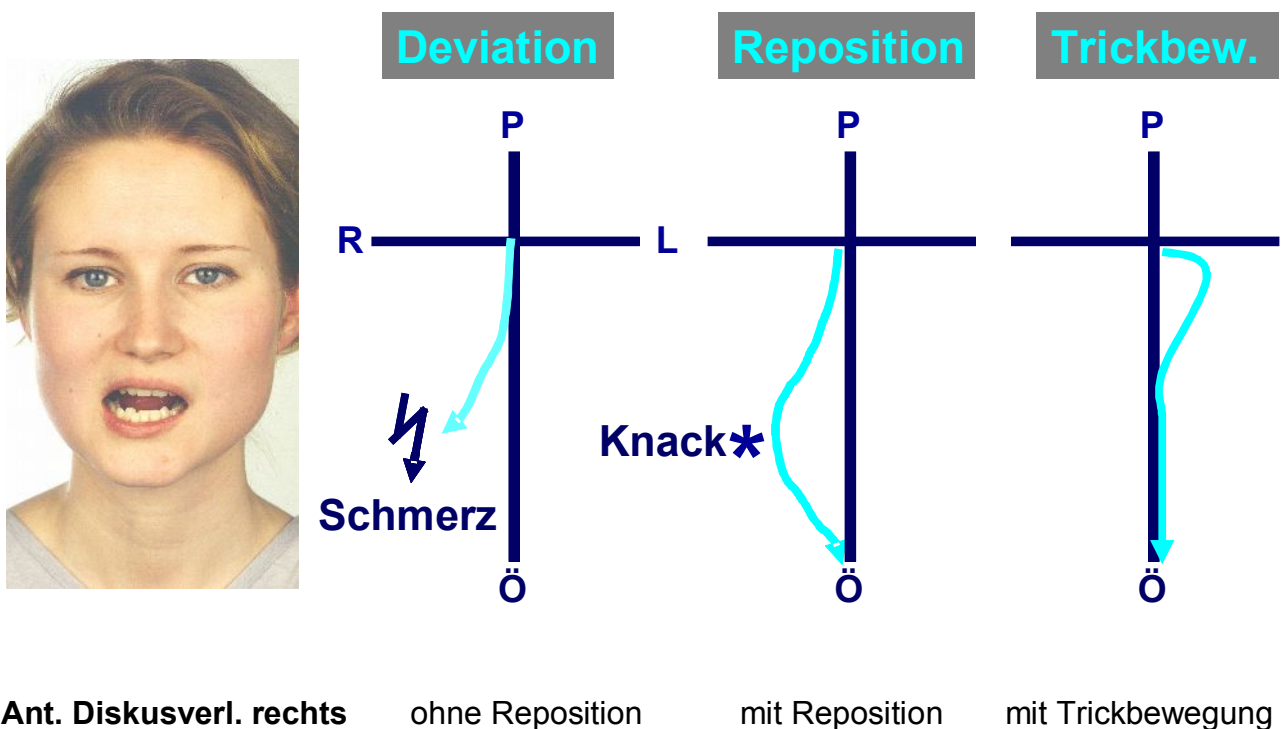 Deviation Reposition Trickbew.
P P P
R L
Knack*
Schmerz
Ö Ö Ö
Ant. Diskusverl. rechts ohne Reposition mit Reposition mit Trickbewegung